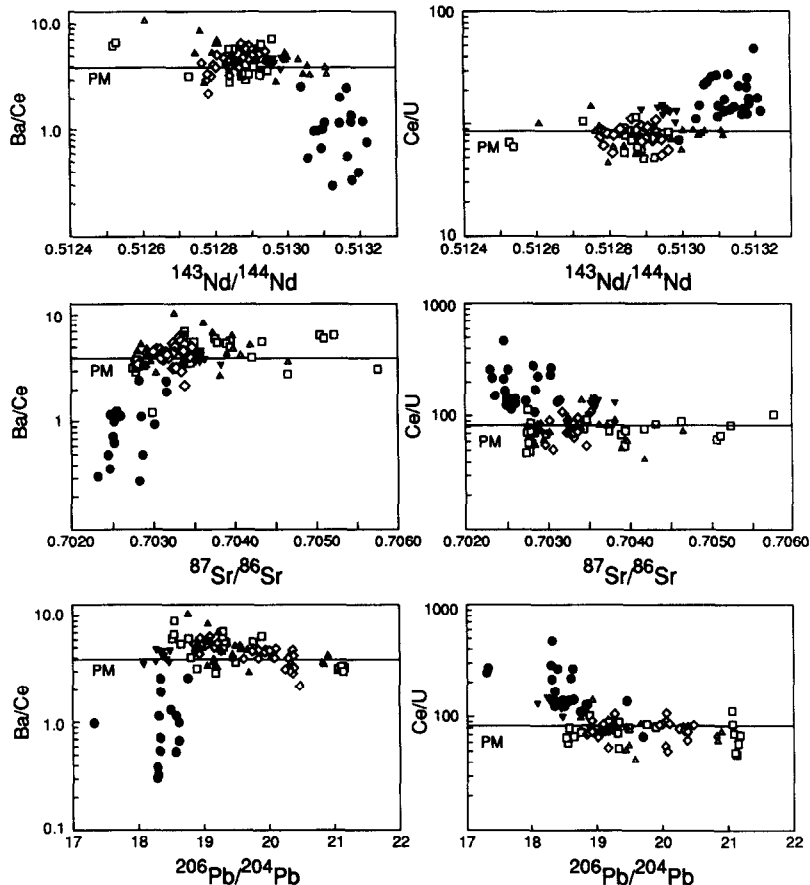 10.0
1.0
Ba/Ce
PM
0.5124 0.5126 0.5128 0.5130 0.5132
143Nd/144Nd
100
10
Ce/U
PM
0.5124 0.5126 0.5128 0.5130 0.5132
143Nd/144Nd
10
1
Ba/Ce
PM
0.7020 0.7030 0.7040 0.7050 0.7060
87Sr/86Sr
1000
100
Ce/U
PM
0.7020 0.7030 0.7040 0.7050 0.7060
87Sr/86Sr
10.0
1.0
0.1
Ba/Ce
PM
17 18 19 20 21 22
206Pb/204Pb
1000
100
Ce/U
PM
17 18 19 20 21 22
206Pb/204Pb